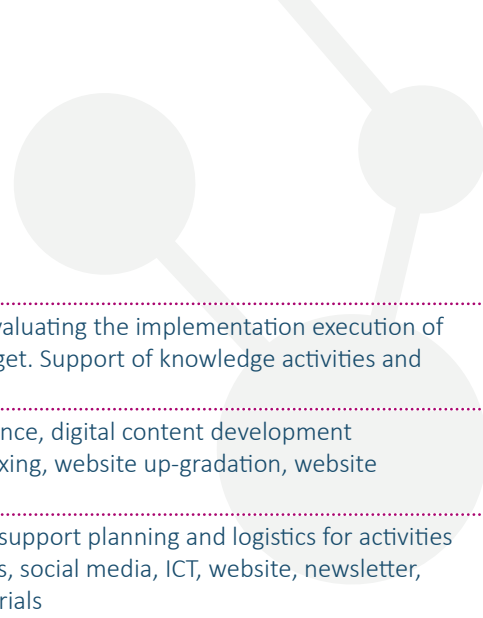 valuating the implementation execution of
get. Support of knowledge activities and
nce, digital content development
xing, website up-gradation, website
support planning and logistics for activities
s, social media, ICT, website, newsletter,
rials